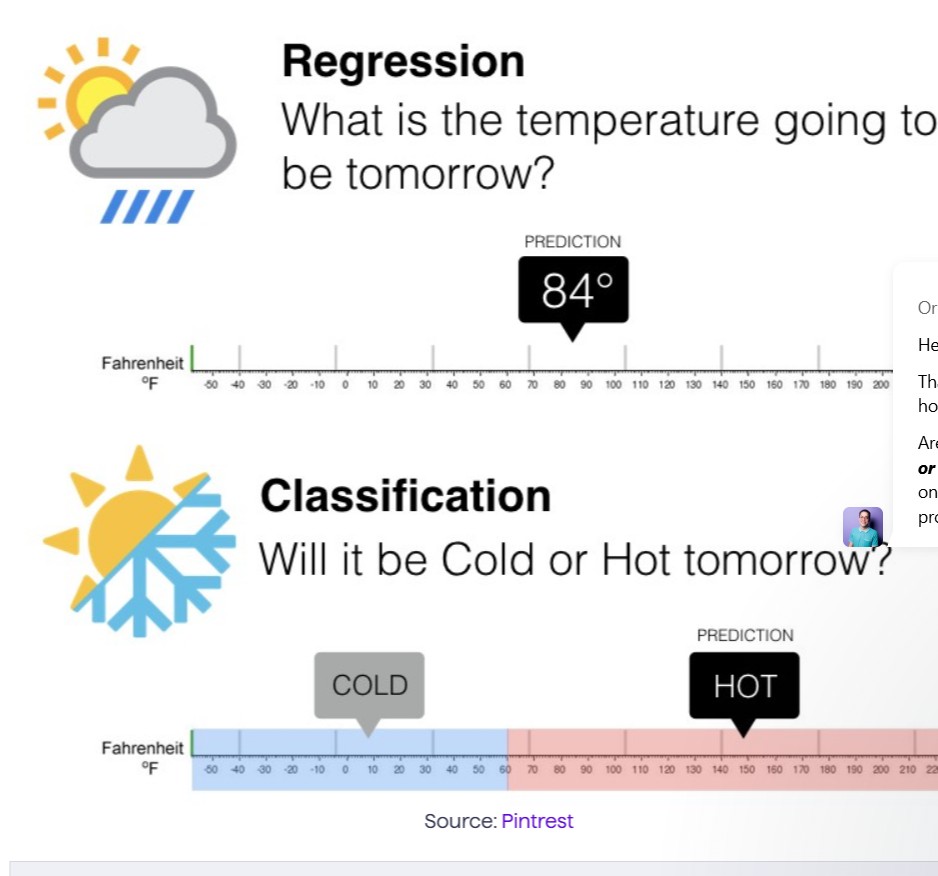 Regression
What is the temperature going to
be tomorrow?
PREDICTION
84°
Fahrenheit
ºF
-50 -40 -30 -20 -10 0 10 20 30 40 50 60 70 80 90 100 110 120 130 140 150 160 170 180 190 200
Or
He
ho
Are
or
on
Classification
Will it be Cold or Hot tomorrow?
PREDICTION
COLD
HOT
Fahrenheit
ºF
-50 -40 -30 -20 -10 0 10 20 30 40 50 60 70 80 90 100 110 120 130 140 150 160 170 180 190 200 210
Source: Pintrest